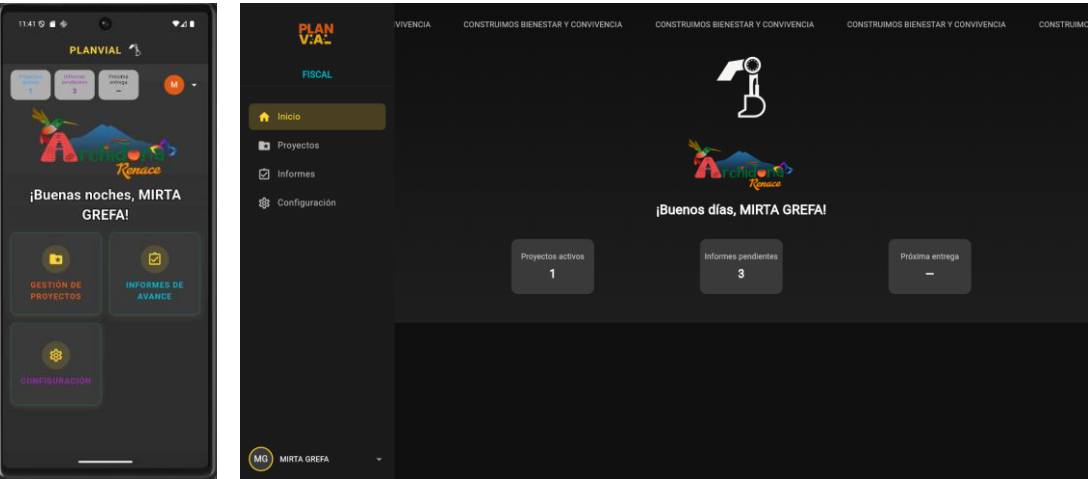 11:41
PLANVIAL
Proyectos activos
1
Informes pendientes
3
Próxima entrega
–
M
Archidona
Renace
¡Buenas noches, MIRTA
GREFA!
GESTIÓN DE
PROYECTOS
INFORMES DE
AVANCE
CONFIGURACIÓN
PLAN
VIAL
FISCAL
Inicio
Proyectos
Informes
Configuración
MG MIRTA GREFA
VIVENCIA CONSTRUIMOS BIENESTAR Y CONVIVENCIA CONSTRUIMOS BIENESTAR Y CONVIVENCIA CONSTRUIMOS BIENESTAR Y CONVIVENCIA CONSTRUIMO
Archidona
Renace
¡Buenos días, MIRTA GREFA!
Proyectos activos
1
Informes pendientes
3
Próxima entrega
–